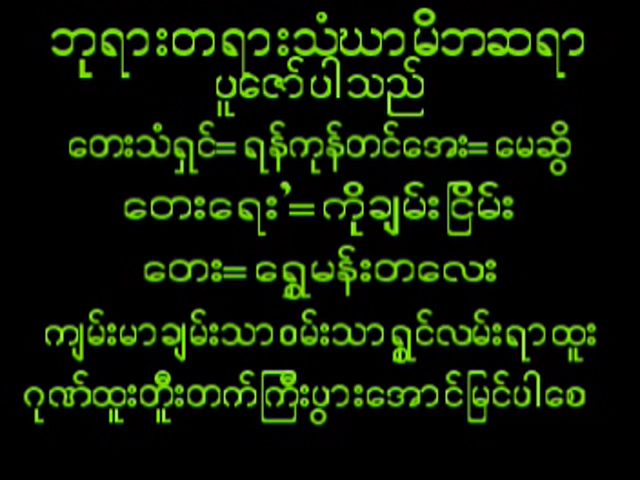 ဘုရားတရားသံဃာမိဘဆရာ
ပူဇော်ပါသည်
တေးသံရှင်= ရန်ကုန်တင်အေး= မေဆွိ
တေးရေး’= ကိုချမ်းငြိမ်း
တေး= ရွှေမန်းတလေး
ကျမ်းမာချမ်းသာဝမ်းသာရွှင်လမ်းရာထူး
ဂုဏ်ထူးတိူးတက်ကြီးပွားအောင်မြင်ပါစေ